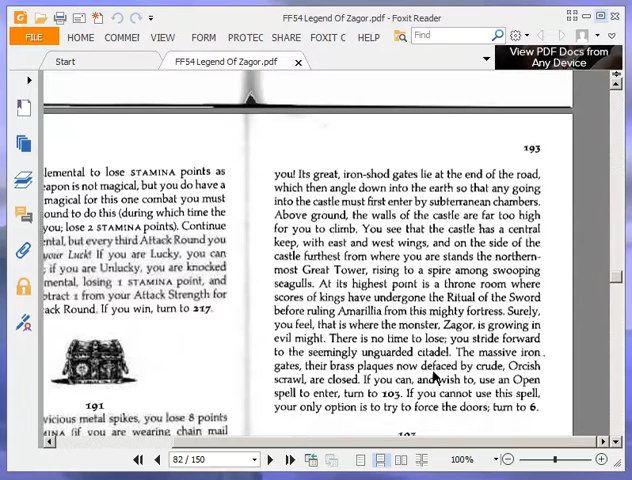 FF54 Legend Of Zagor.pdf - Foxit Reader
FILE HOME COMMEI VIEW FORM PROTEC SHARE FOXIT C HELP Find
View PDF Docs from
Any Device
Start FF54 Legend Of Zagor.pdf
lemental to lose STAMINA points as
eapon is not magical, but you do have a
magical for this one combat you must
ound to do this (during which time the
you; lose 2 STAMINA points). Continue
ental, but every third Attack Round you
your Luck! If you are Lucky, you can
; if you are Unlucky, you are knocked
mental, losing 1 STAMINA point, and
btract 1 from your Attack Strength for
ack Round. If you win, turn to 217.
191
vicious metal spikes, you lose 8 points
MINA (if you are wearing chain mail
193
you! Its great, iron-shod gates lie at the end of the road,
which then angle down into the earth so that any going
into the castle must first enter by subterranean chambers.
Above ground, the walls of the castle are far too high
for you to climb. You see that the castle has a central
keep, with east and west wings, and on the side of the
castle furthest from where you are stands the northern-
most Great Tower, rising to a spire among swooping
seagulls. At its highest point is a throne room where
scores of kings have undergone the Ritual of the Sword
before ruling Amarillia from this mighty fortress. Surely,
you feel, that is where the monster, Zagor, is growing in
evil might. There is no time to lose; you stride forward
to the seemingly unguarded citadel. The massive iron
gates, their brass plaques now defaced by crude, Orcish
scrawl, are closed. If you can, and wish to, use an Open
spell to enter, turn to 103. If you cannot use this spell,
your only option is to try to force the doors; turn to 6.
82 / 150 100%